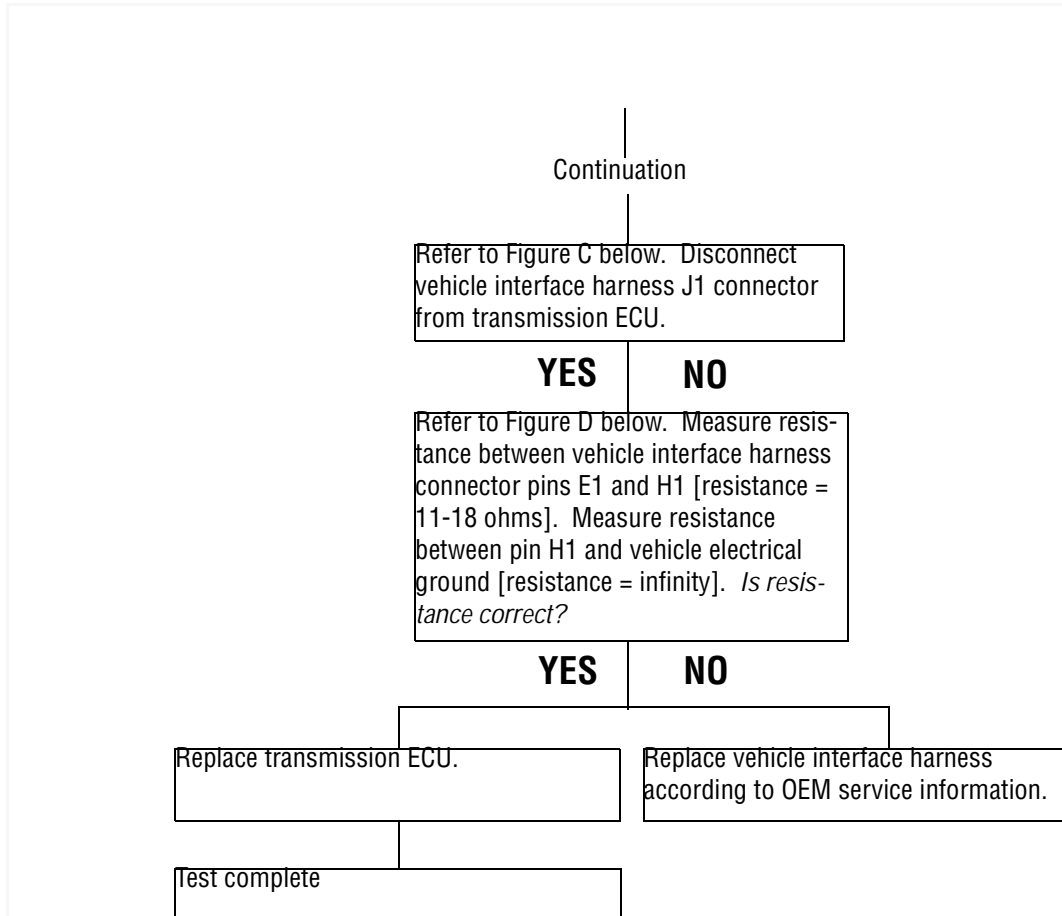 Continuation
Refer to Figure C below.  Disconnect
vehicle interface harness J1 connector
from transmission ECU.
YES NO
Refer to Figure D below.  Measure resis-
tance between vehicle interface harness
connector pins E1 and H1 [resistance =
11-18 ohms].  Measure resistance
between pin H1 and vehicle electrical
ground [resistance = infinity].  Is resis-
tance correct?
YES NO
Replace transmission ECU.
Replace vehicle interface harness
according to OEM service information.
Test complete